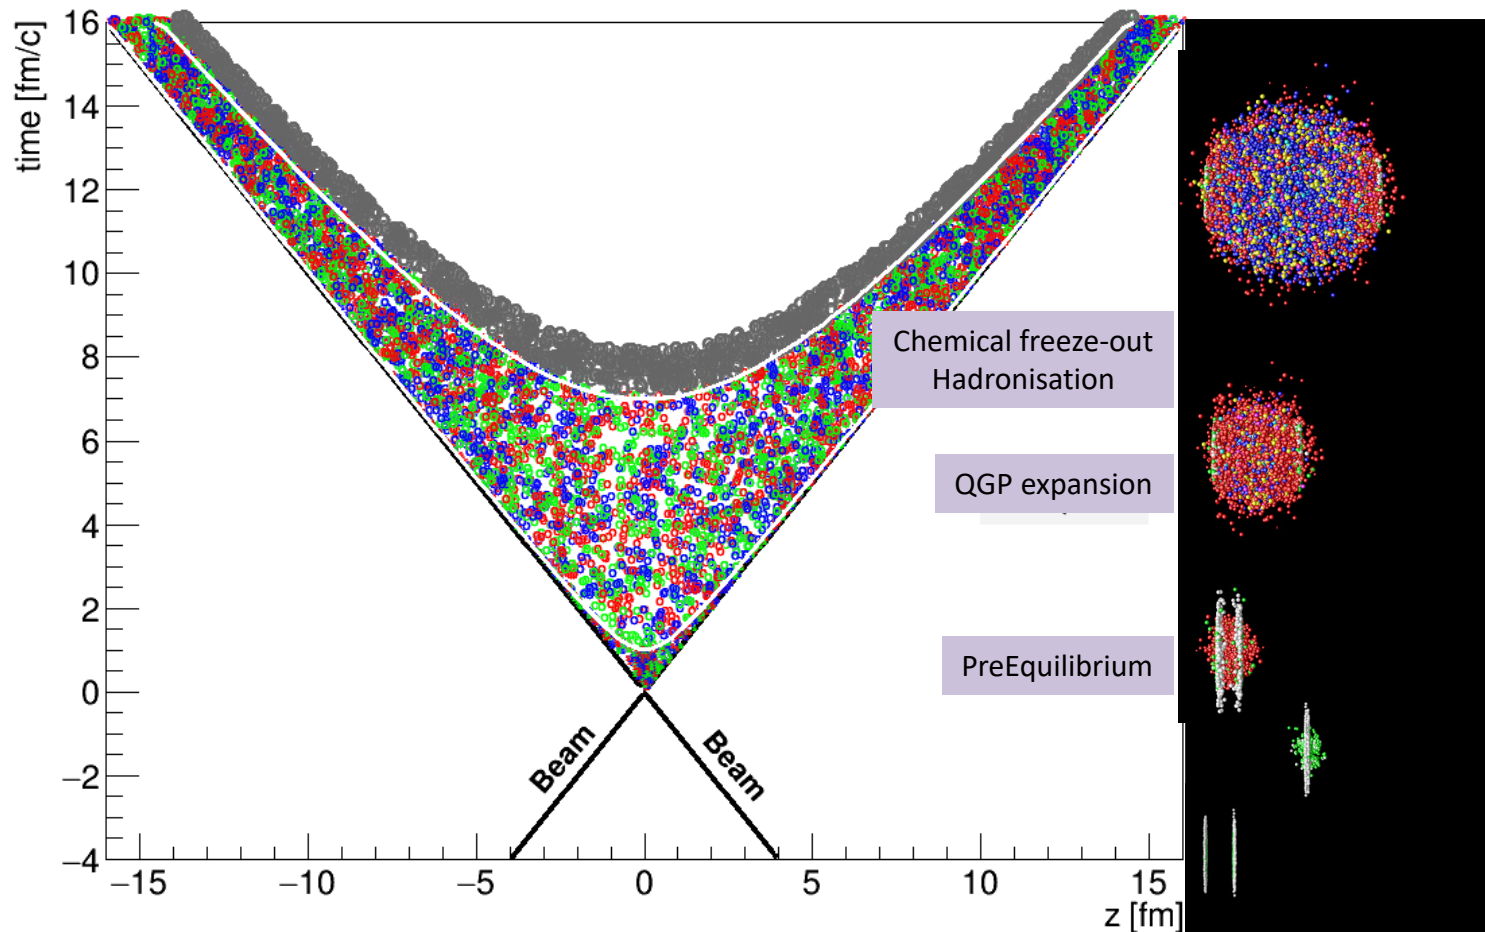 time [fm/c]
16
14
12
10
8
6
4
2
0
−2
−4
Chemical freeze-out
Hadronisation
QGP expansion
PreEquilibrium
Beam
Beam
−15
−10
−5
0
5
10
15
z [fm]